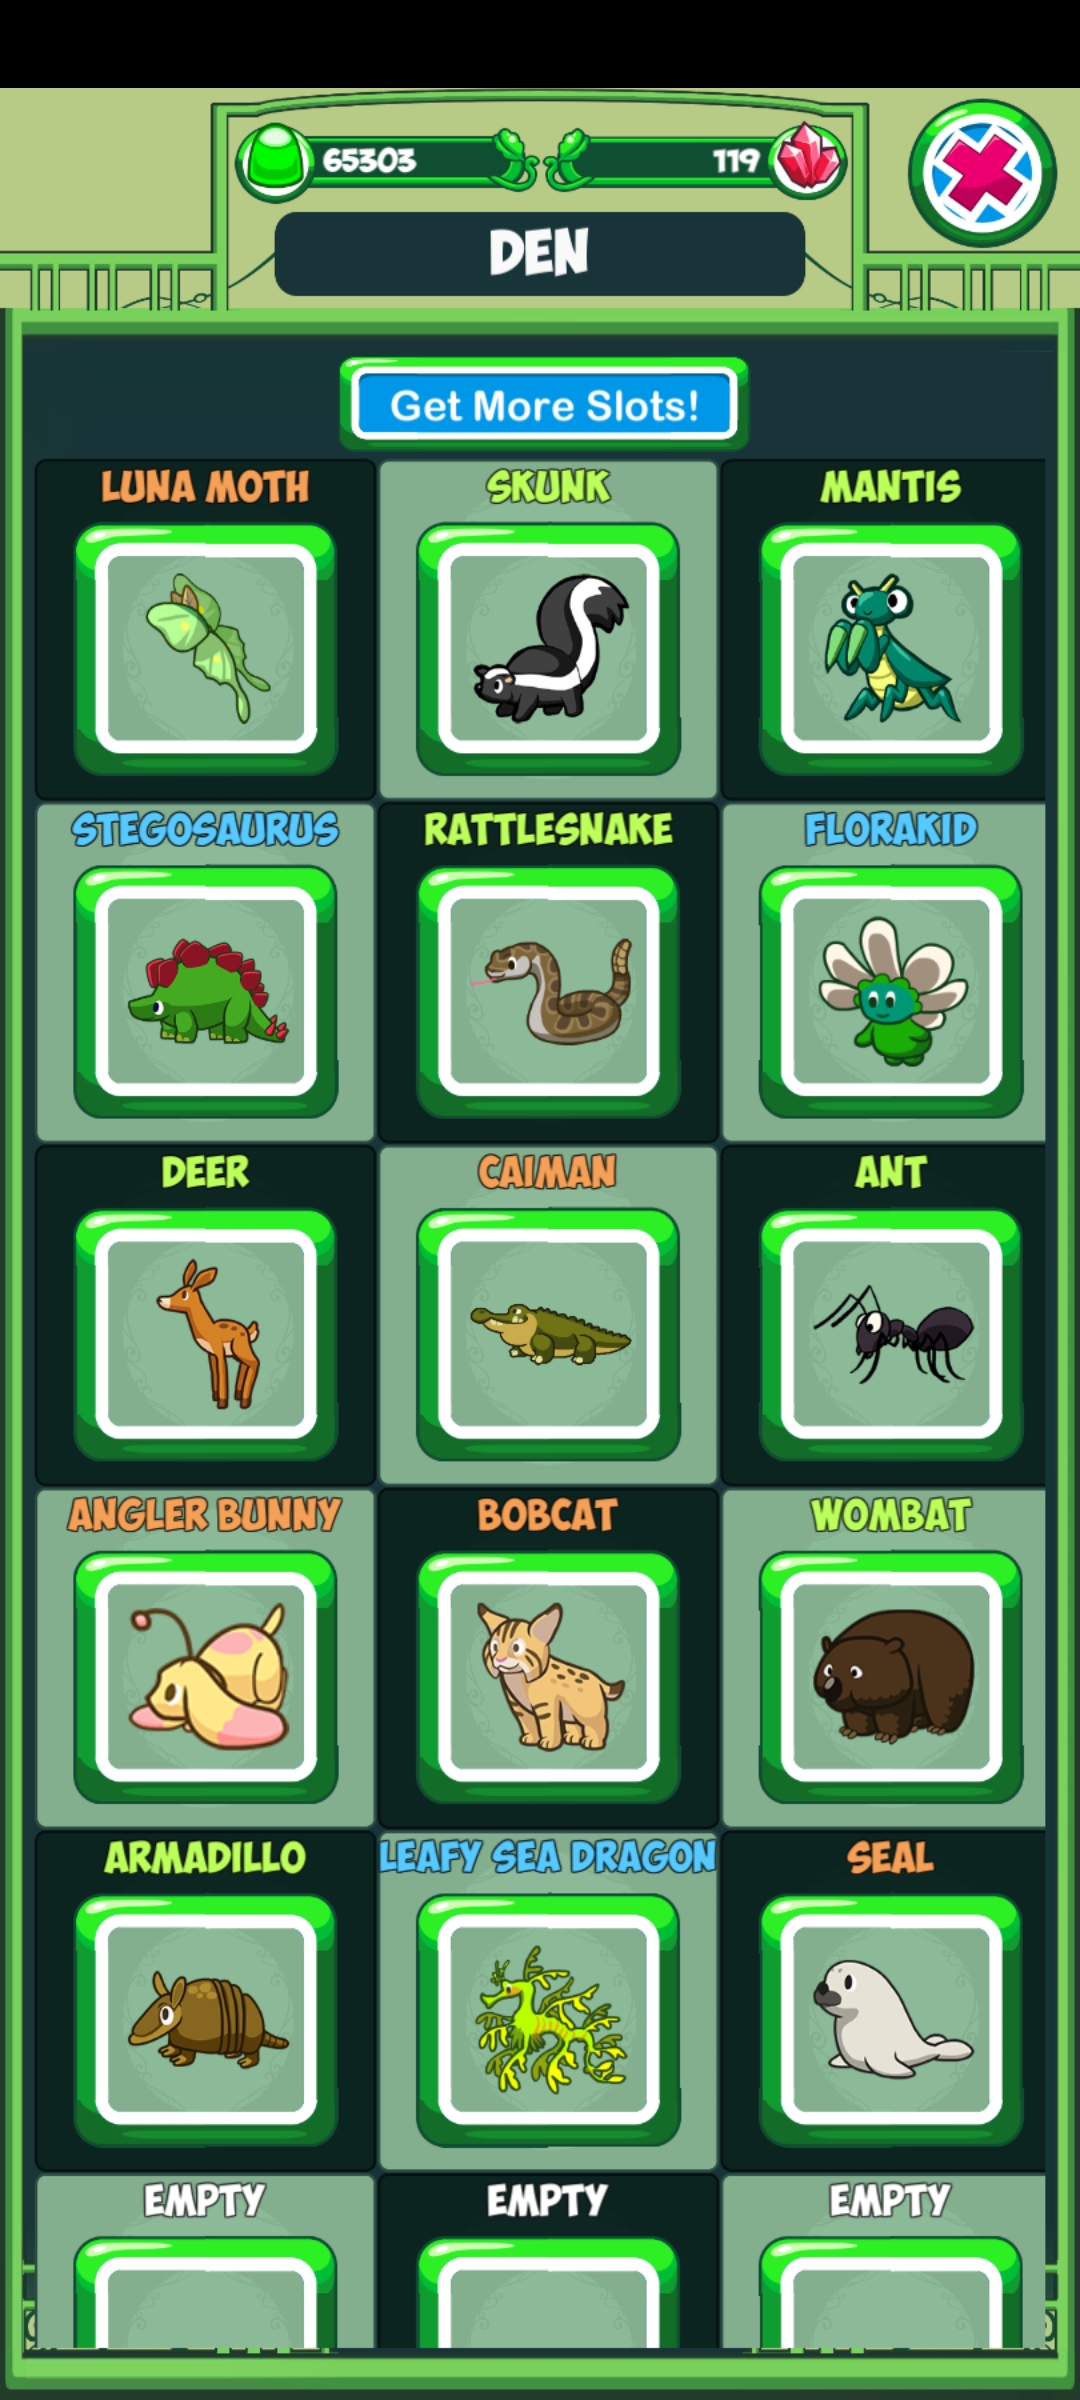 65303
119
DEN
Get More Slots!
LUNA MOTH
SKUNK
MANTIS
STEGOSAURUS
RATTLESNAKE
FLORAKID
DEER
CAIMAN
ANT
ANGLER BUNNY
BOBCAT
WOMBAT
ARMADILLO
LEAFY SEA DRAGON
SEAL
EMPTY
EMPTY
EMPTY